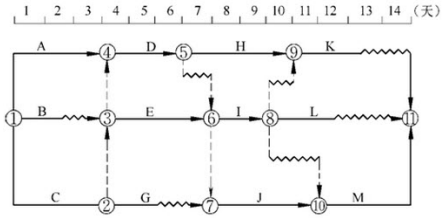 1 2 3 4 5 6 7 8 9 10 11 12 13 14 (天)
A ④ D ⑤ H ⑨ K
① B ③ E ⑥ I ⑧ L ⑪
C ② G ⑦ J ⑩ M